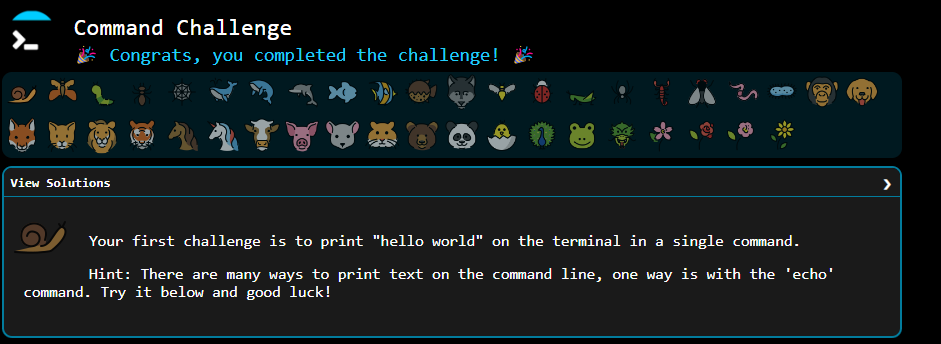 Command Challenge
🎉 Congrats, you completed the challenge! 🎉
View Solutions
Your first challenge is to print "hello world" on the terminal in a single command.
Hint: There are many ways to print text on the command line, one way is with the 'echo'
command. Try it below and good luck!